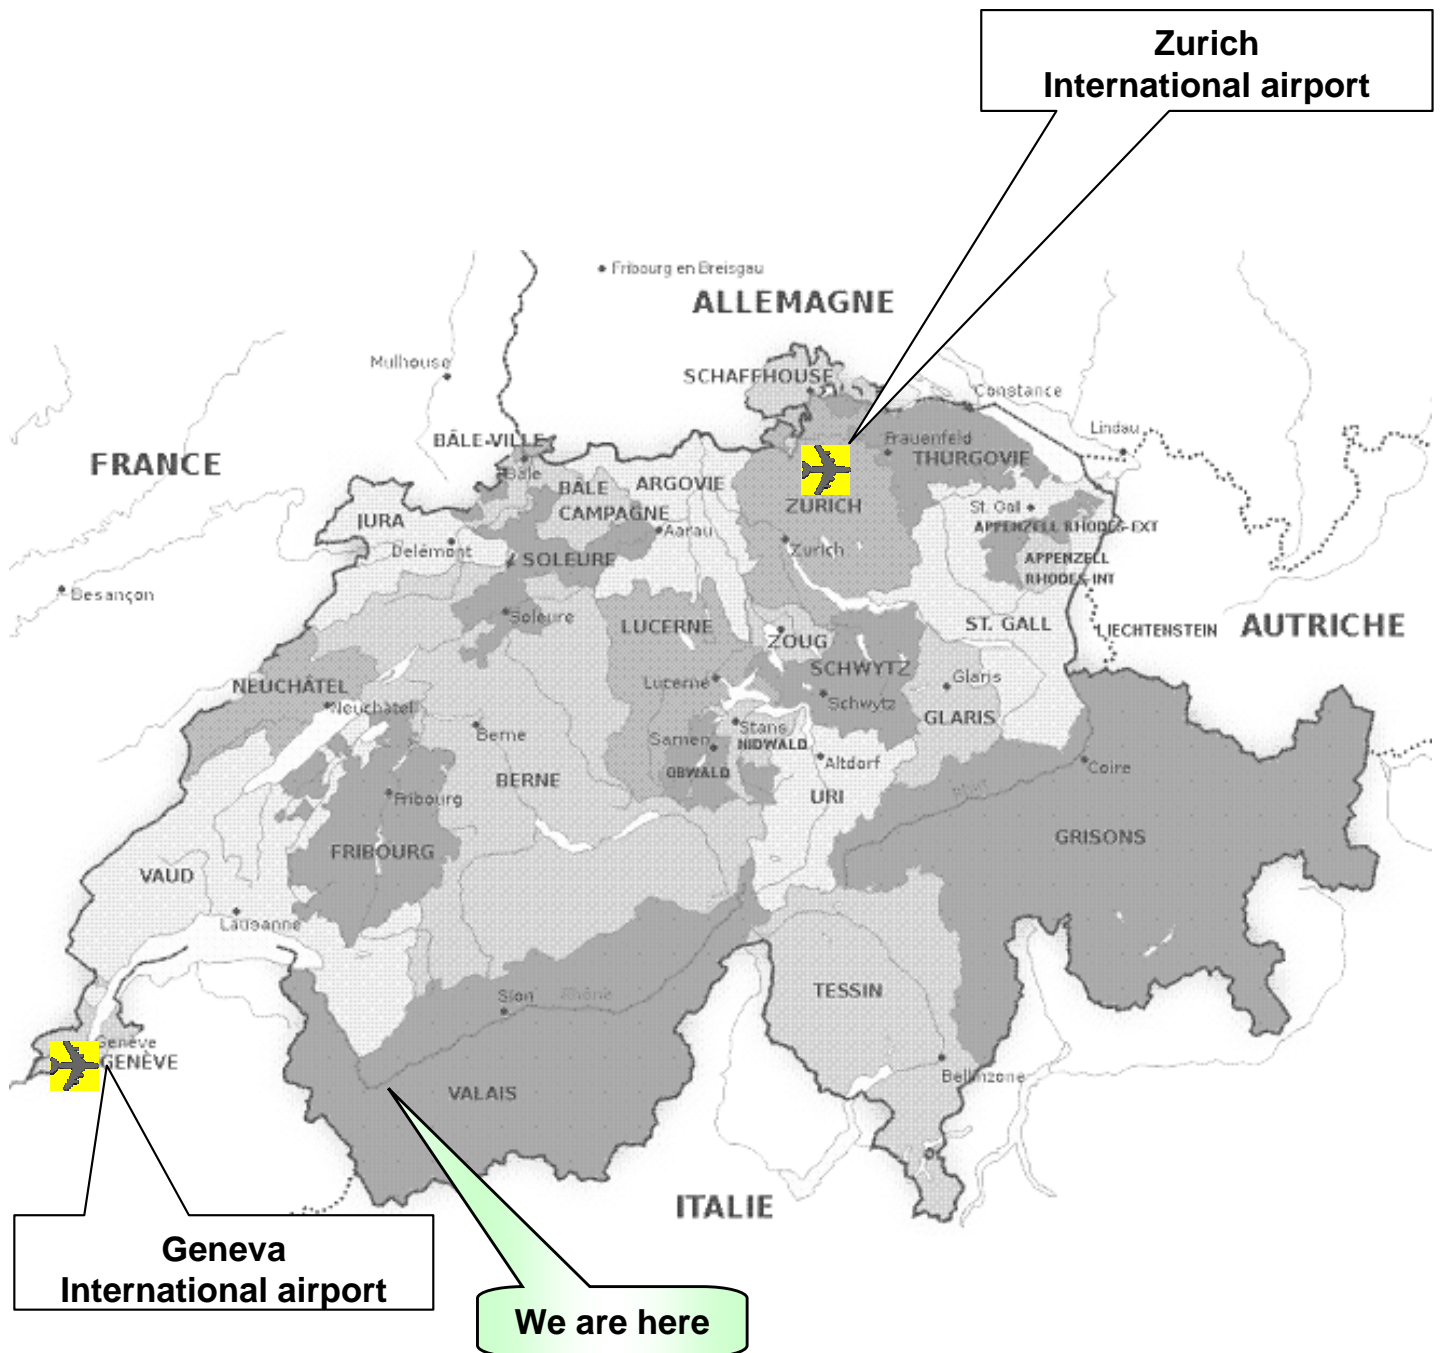 Zurich
International airport
Fribourg en Breisgau
ALLEMAGNE
Mulhouse
SCHAFFHOUSE
Constance
Lindau
BÂLE-VILLE
Bâle
Frauenfeld
THURGOVIE
FRANCE
BÂLE
CAMPAGNE
ARGOVIE
ZURICH
St. Gall
APPENZELL RHODES-EXT
JURA
Delémont
Aarau
Zurich
SOLEURE
APPENZELL
RHODES-INT
Besançon
Soleure
LUCERNE
ZOUG
ST. GALL
LIECHTENSTEIN
AUTRICHE
SCHWYTZ
NEUCHÂTEL
Neuchâtel
Lucerne
Schwytz
Glaris
GLARIS
Berne
Stans
NIDWALD
Sarnen
OBWALD
Altdorf
Coire
BERNE
URI
Rhin
Fribourg
FRIBOURG
GRISONS
VAUD
Lausanne
Sion
Rhône
TESSIN
Genève
GENÈVE
Bellinzone
VALAIS
ITALIE
Geneva
International airport
We are here